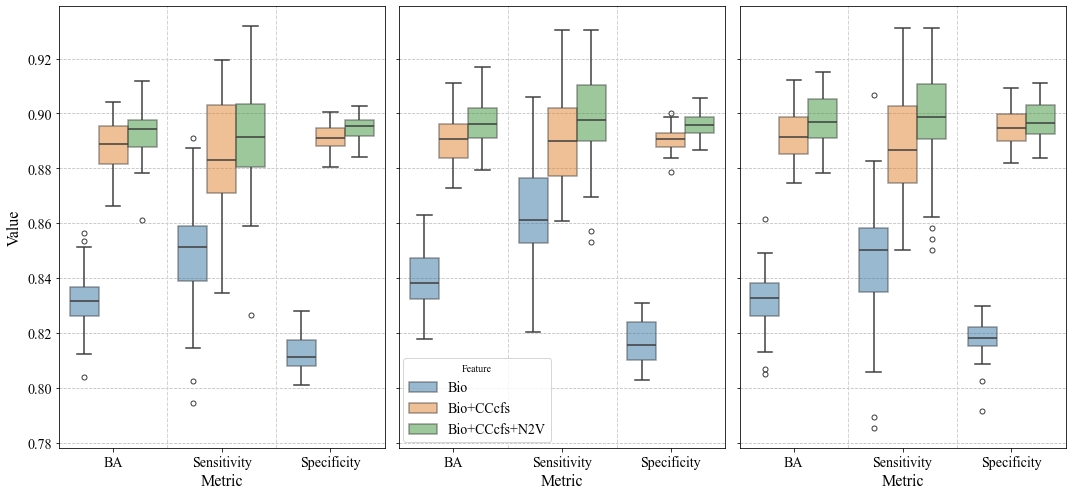 Value
0.92
0.90
0.88
0.86
0.84
0.82
0.80
0.78
BA Sensitivity Specificity
Metric
Feature
Bio
Bio+CCcfs
Bio+CCcfs+N2V
BA Sensitivity Specificity
Metric
BA Sensitivity Specificity
Metric